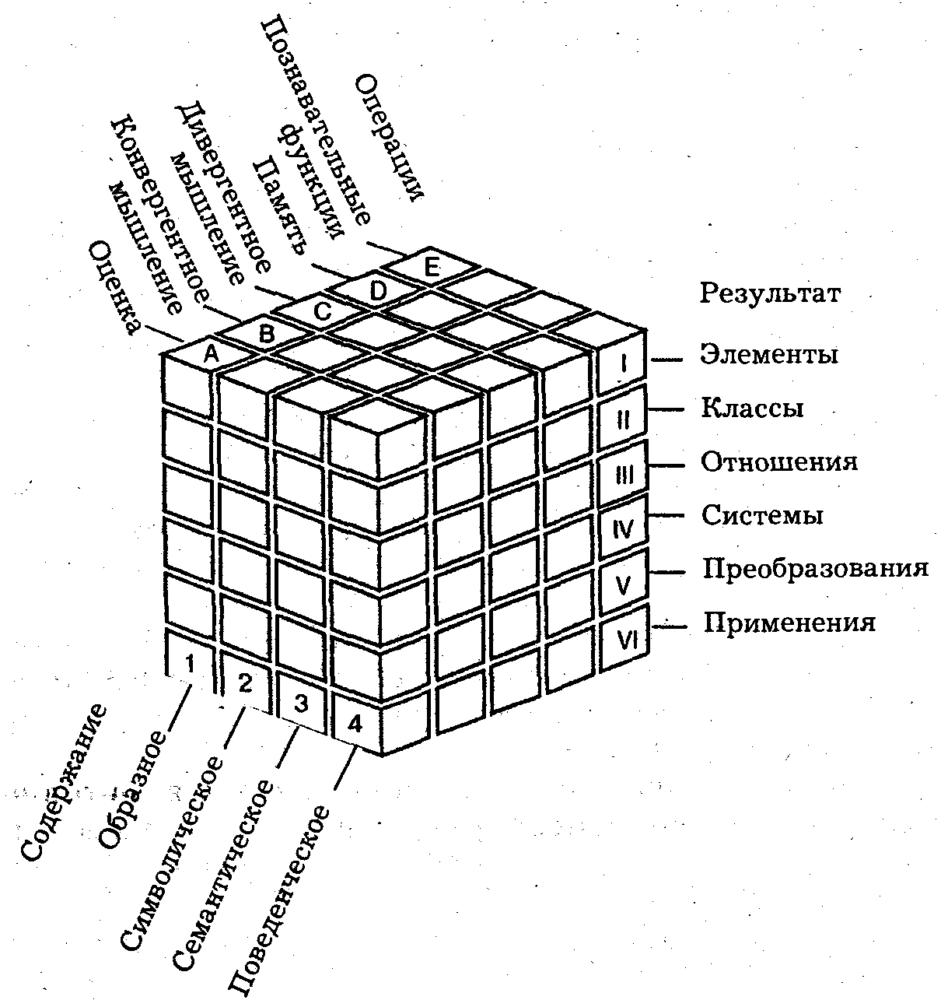 Операции
Познавательные
функции
Память
Дивергентное
мышление
Конвергентное
мышление
Оценка
E
D
C
B
A
Результат
I
Элементы
II
Классы
III
Отношения
IV
Системы
V
Преобразования
VI
Применения
1
2
3
4
Содержание
Образное
Символическое
Семантическое
Поведенческое